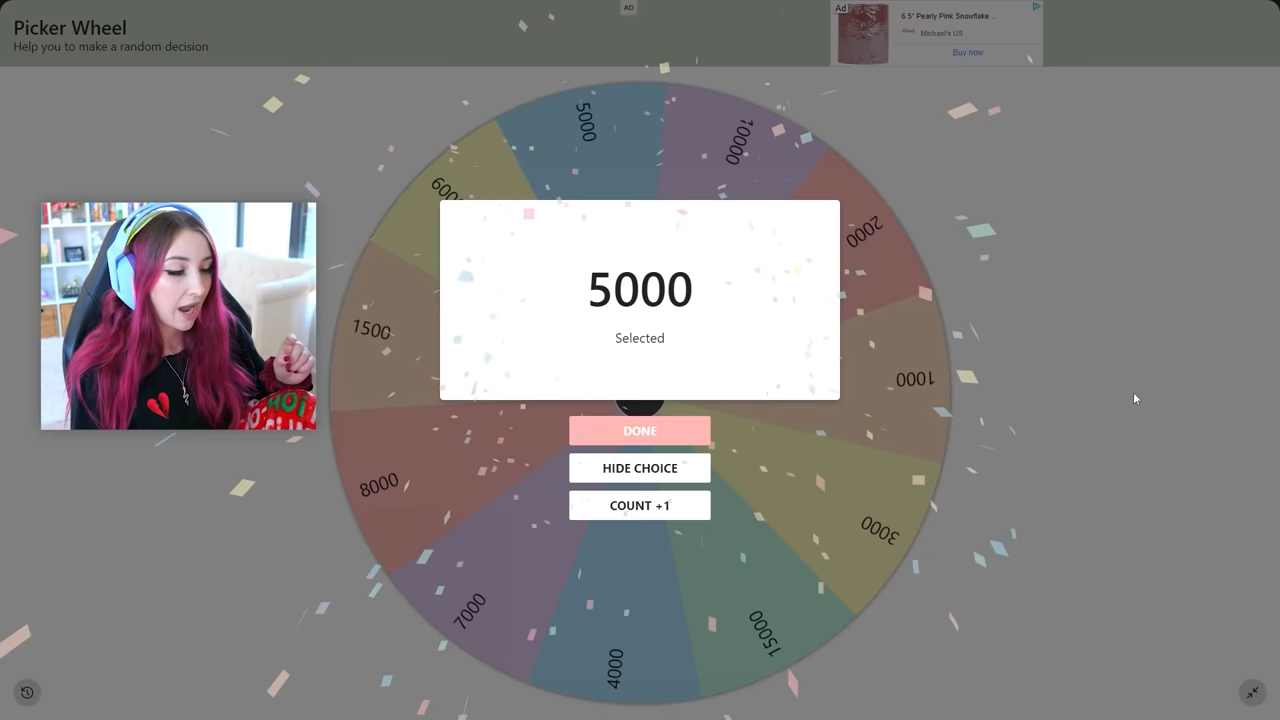 Picker Wheel
Help you to make a random decision
AD
Ad
6.5" Pearly Pink Snowflake ...
Michael's US
Buy now
5000
10000
2000
1000
3000
15000
4000
7000
8000
1500
600
5000
Selected
DONE
HIDE CHOICE
COUNT +1